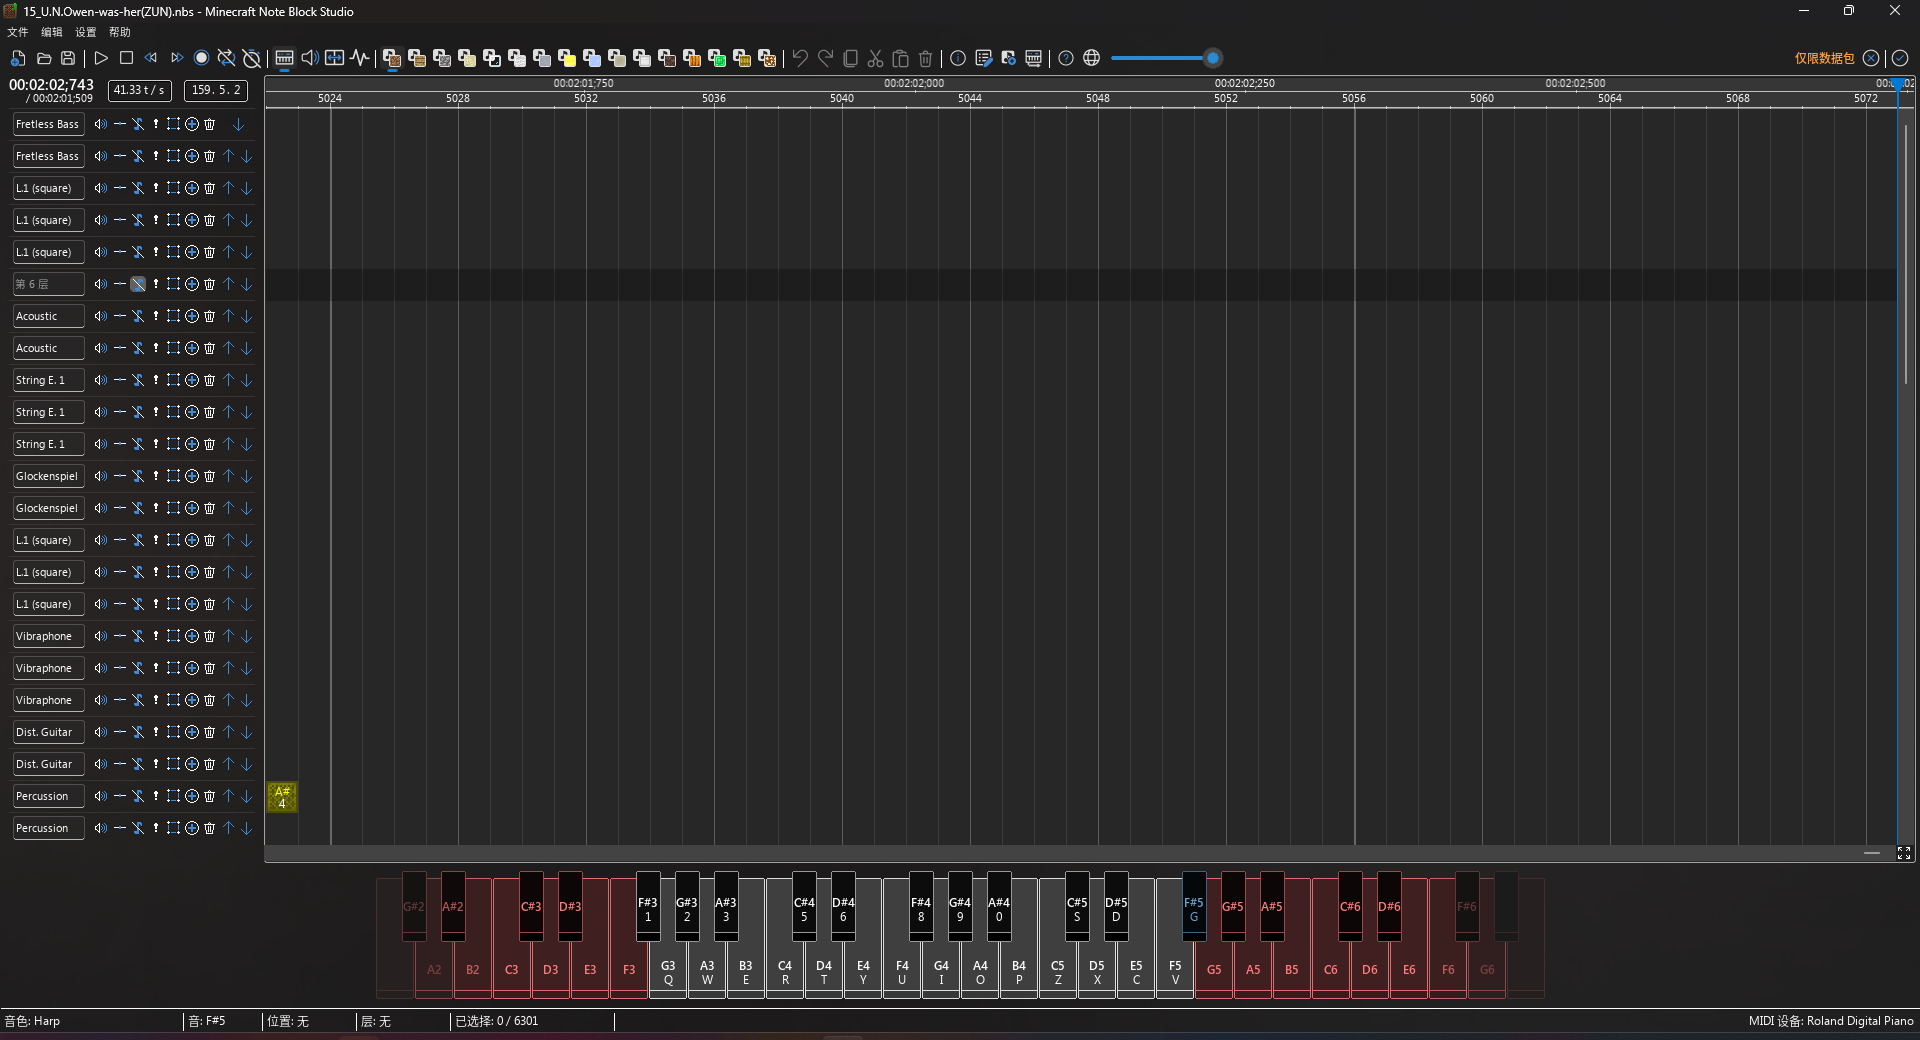 15_U.N.Owen-was-her(ZUN).nbs - Minecraft Note Block Studio
文件 编辑 设置 帮助
仅限数据包
00:02:02;743
/ 00:02:01;509
41.33 t / s
159. 5. 2
00:02:01;750 00:02:02;000 00:02:02;250 00:02:02;500
5024 5028 5032 5036 5040 5044 5048 5052 5056 5060 5064 5068 5072
Fretless Bass
Fretless Bass
L.1 (square)
L.1 (square)
L.1 (square)
第 6 层
Acoustic
Acoustic
String E. 1
String E. 1
String E. 1
Glockenspiel
Glockenspiel
L.1 (square)
L.1 (square)
L.1 (square)
Vibraphone
Vibraphone
Vibraphone
Dist. Guitar
Dist. Guitar
Percussion
A#
4
Percussion
G#2 A#2 C#3 D#3 F#3 G#3 A#3 C#4 D#4 F#4 G#4 A#4 C#5 D#5 F#5 G#5 A#5 C#6 D#6 F#6
1 2 3 5 6 8 9 0 S D G
A2 B2 C3 D3 E3 F3 G3 A3 B3 C4 D4 E4 F4 G4 A4 B4 C5 D5 E5 F5 G5 A5 B5 C6 D6 E6 F6 G6
Q W E R T Y U I O P Z X C V
音色: Harp 音: F#5 位置: 无 层: 无 已选择: 0 / 6301 MIDI 设备: Roland Digital Piano